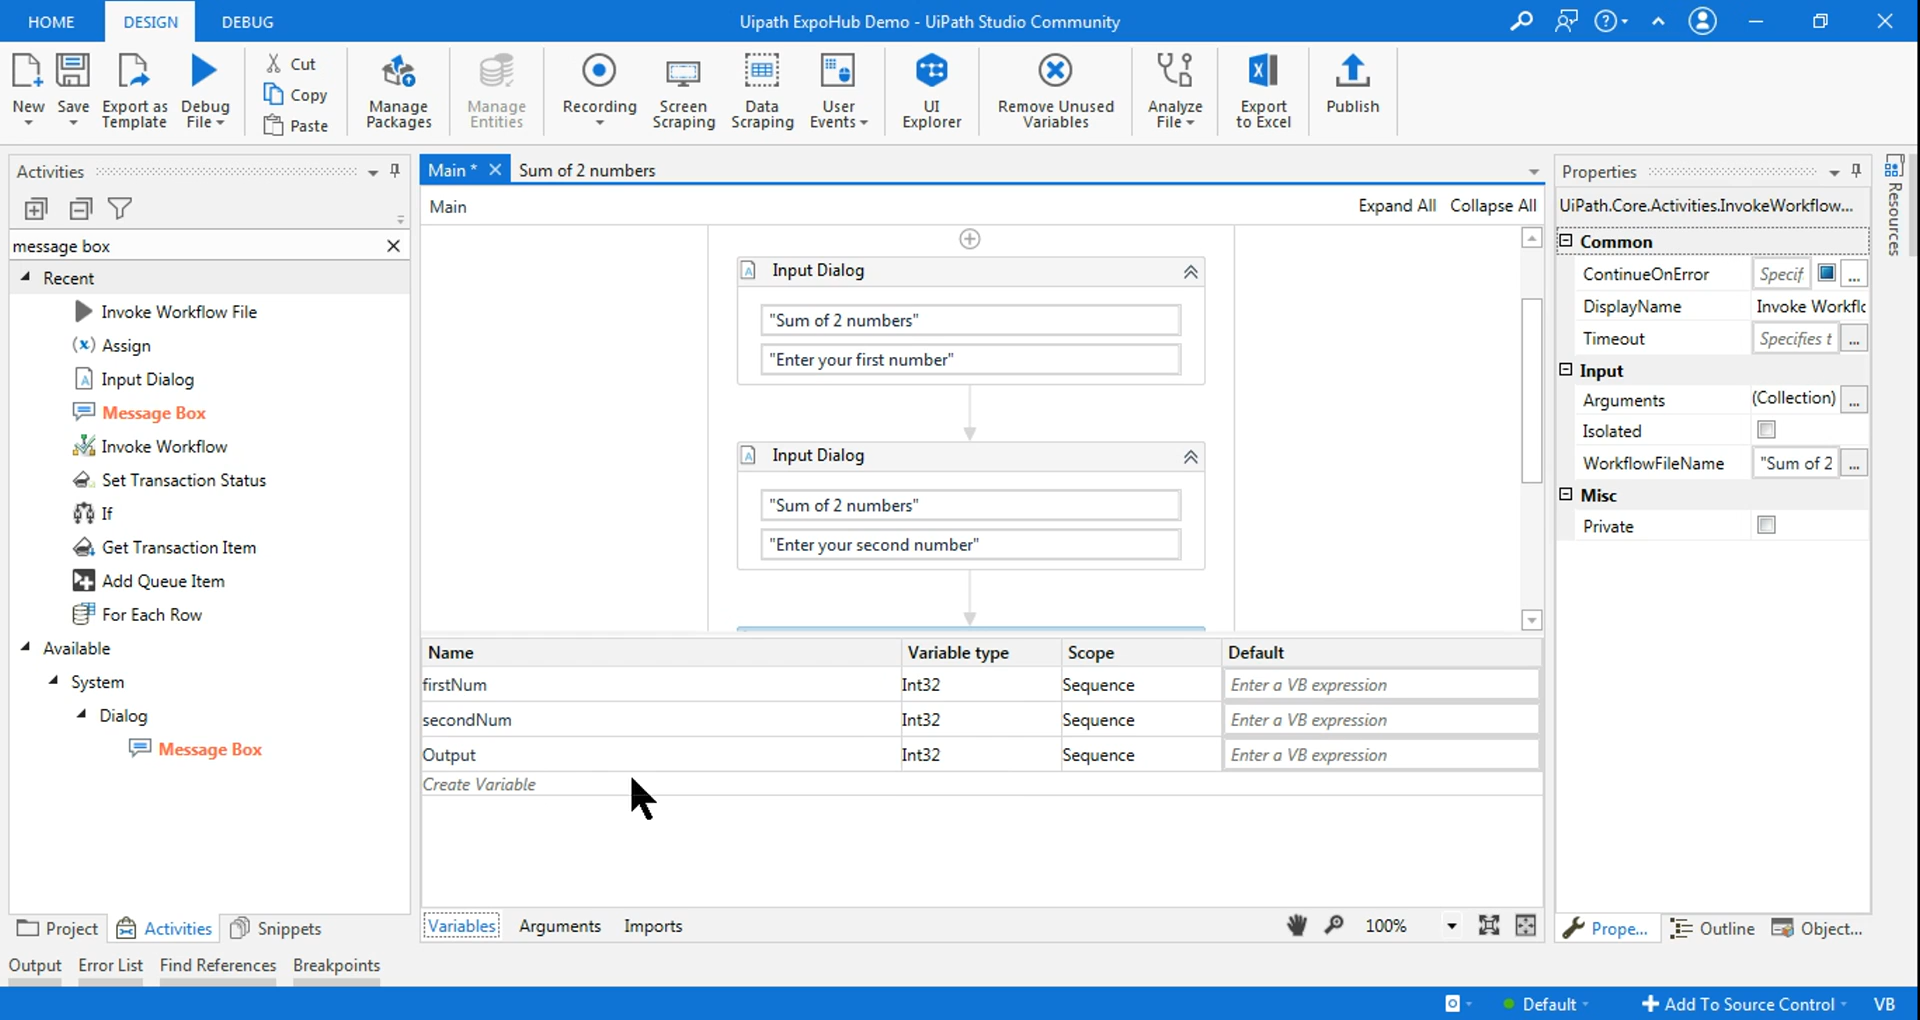 HOME DESIGN DEBUG
Uipath ExpoHub Demo - UiPath Studio Community
New
Save
Export as
Template
Debug
File
Cut
Copy
Paste
Manage
Packages
Manage
Entities
Recording
Screen
Scraping
Data
Scraping
User
Events
UI
Explorer
Remove Unused
Variables
Analyze
File
Export
to Excel
Publish
Activities
message box
Recent
Invoke Workflow File
Assign
Input Dialog
Message Box
Invoke Workflow
Set Transaction Status
If
Get Transaction Item
Add Queue Item
For Each Row
Available
System
Dialog
Message Box
Project Activities Snippets
Main * Sum of 2 numbers
Main Expand All Collapse All
Input Dialog
"Sum of 2 numbers"
"Enter your first number"
Input Dialog
"Sum of 2 numbers"
"Enter your second number"
Name Variable type Scope Default
firstNum Int32 Sequence Enter a VB expression
secondNum Int32 Sequence Enter a VB expression
Output Int32 Sequence Enter a VB expression
Create Variable
Variables Arguments Imports 100%
Properties
UiPath.Core.Activities.InvokeWorkflow...
Common
ContinueOnError Specif ...
DisplayName Invoke Workflc
Timeout Specifies t ...
Input
Arguments (Collection) ...
Isolated
WorkflowFileName "Sum of 2 ...
Misc
Private
Prope... Outline Object...
Resources
Output Error List Find References Breakpoints
Default Add To Source Control VB